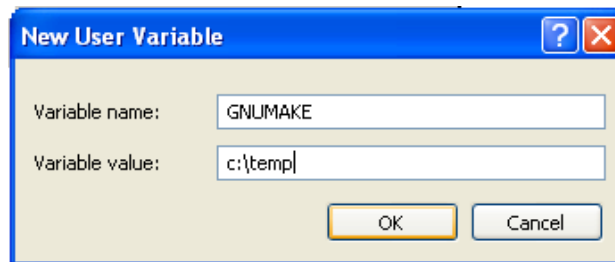 New User Variable
Variable name: GNUMAKE
Variable value: c:\temp
OK Cancel